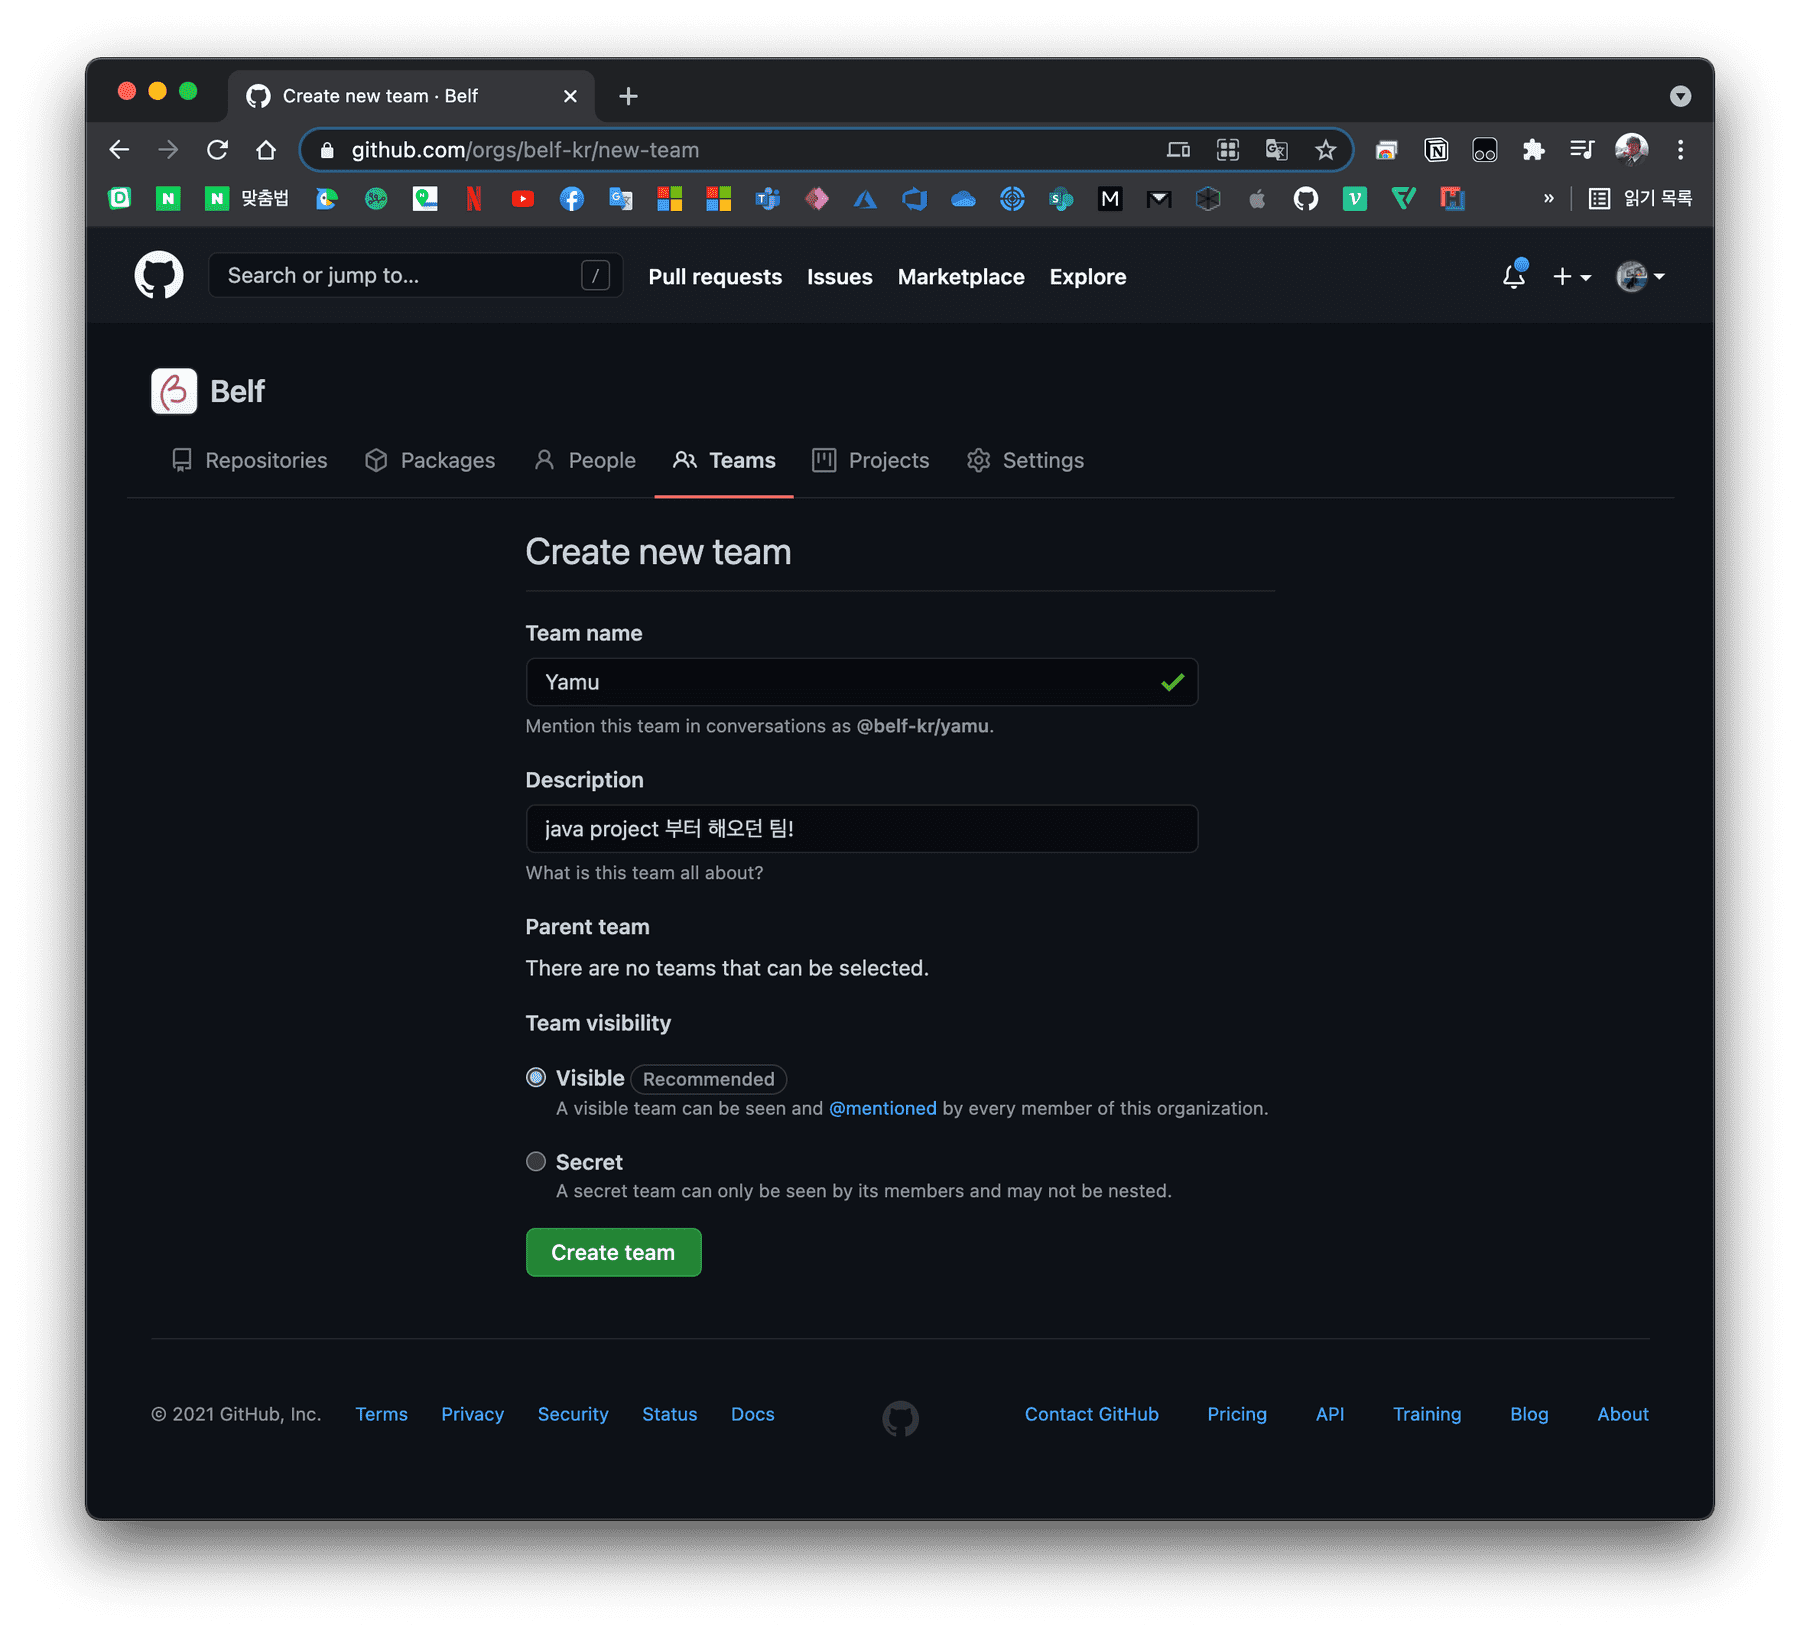 Create new team · Belf
github.com/orgs/belf-kr/new-team
맞춤법
읽기 목록
Search or jump to... /
Pull requests Issues Marketplace Explore
Belf
Repositories Packages People Teams Projects Settings
Create new team
Team name
Yamu
Mention this team in conversations as @belf-kr/yamu.
Description
java project 부터 해오던 팀!
What is this team all about?
Parent team
There are no teams that can be selected.
Team visibility
Visible Recommended
A visible team can be seen and @mentioned by every member of this organization.
Secret
A secret team can only be seen by its members and may not be nested.
Create team
© 2021 GitHub, Inc. Terms Privacy Security Status Docs Contact GitHub Pricing API Training Blog About